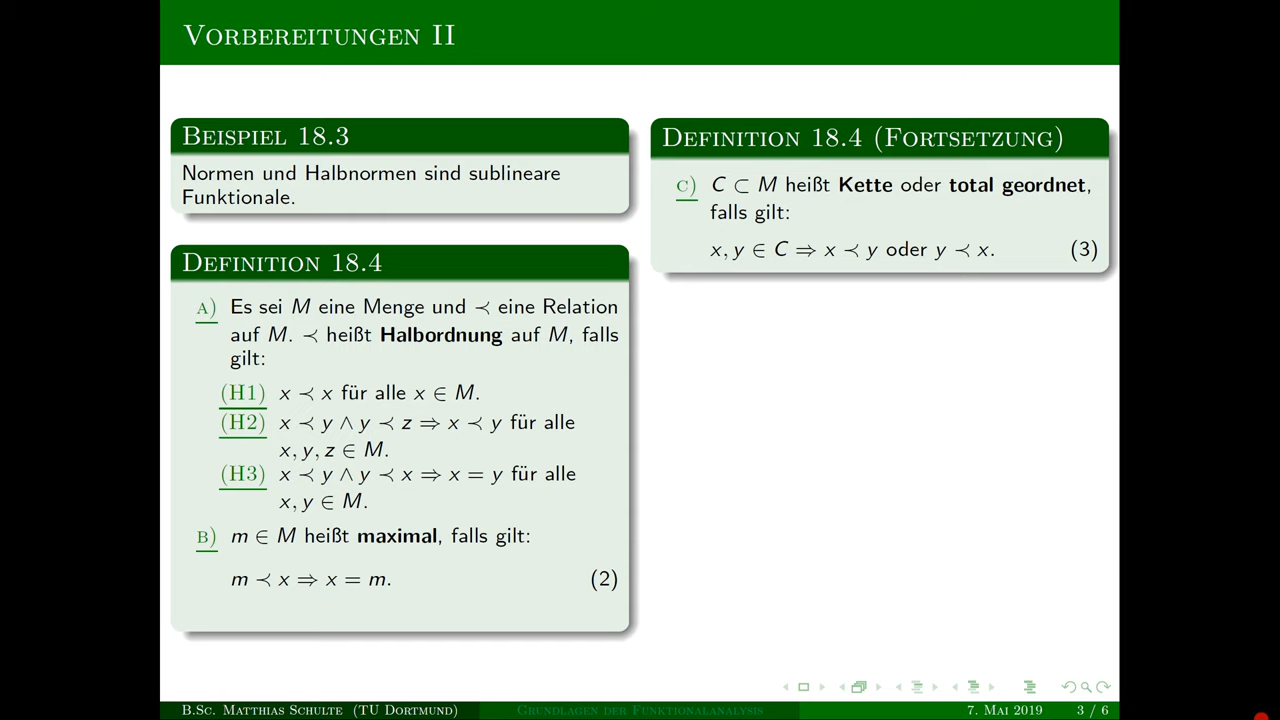 Vorbereitungen II
Beispiel 18.3
Normen und Halbnormen sind sublineare
Funktionale.
Definition 18.4
a) Es sei M eine Menge und ≺ eine Relation
auf M. ≺ heißt Halbordnung auf M, falls
gilt:
(H1) x ≺ x für alle x ∈ M.
(H2) x ≺ y ∧ y ≺ z ⇒ x ≺ y für alle
x, y, z ∈ M.
(H3) x ≺ y ∧ y ≺ x ⇒ x = y für alle
x, y ∈ M.
b) m ∈ M heißt maximal, falls gilt:
m ≺ x ⇒ x = m. (2)
Definition 18.4 (Fortsetzung)
c) C ⊂ M heißt Kette oder total geordnet,
falls gilt:
x, y ∈ C ⇒ x ≺ y oder y ≺ x. (3)
B.Sc. Matthias Schulte (TU Dortmund) Grundlagen der Funktionalanalysis 7. Mai 2019 3 / 6